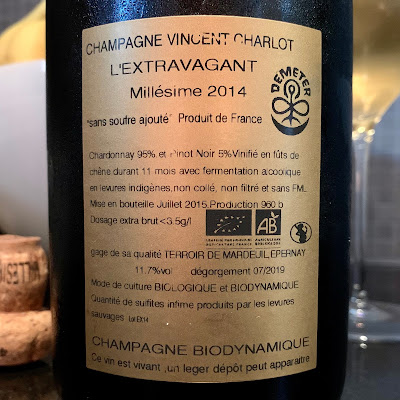 CHAMPAGNE VINCENT CHARLOT
L'EXTRAVAGANT
Millésime 2014
DEMETER
"sans soufre ajouté" Produit de France
Chardonnay 95% et Pinot Noir 5%Vinifié en fûts de
chêne durant 11 mois avec fermentation alcoolique
en levures indigènes,non collé, non filtré et sans FML
Mise en bouteille Juillet 2015.Production 960 b
Dosage extra brut<3.5g/l
AB
gage de sa qualité TERROIR DE MARDEUIL,EPERNAY
11.7%vol dégorgement 07/2019
Mode de culture BIOLOGIQUE et BIODYNAMIQUE
Quantité de sulfites infime produits par les levures
sauvages Lot
CHAMPAGNE BIODYNAMIQUE
Ce vin est vivant ,un leger dépôt peut apparaitre